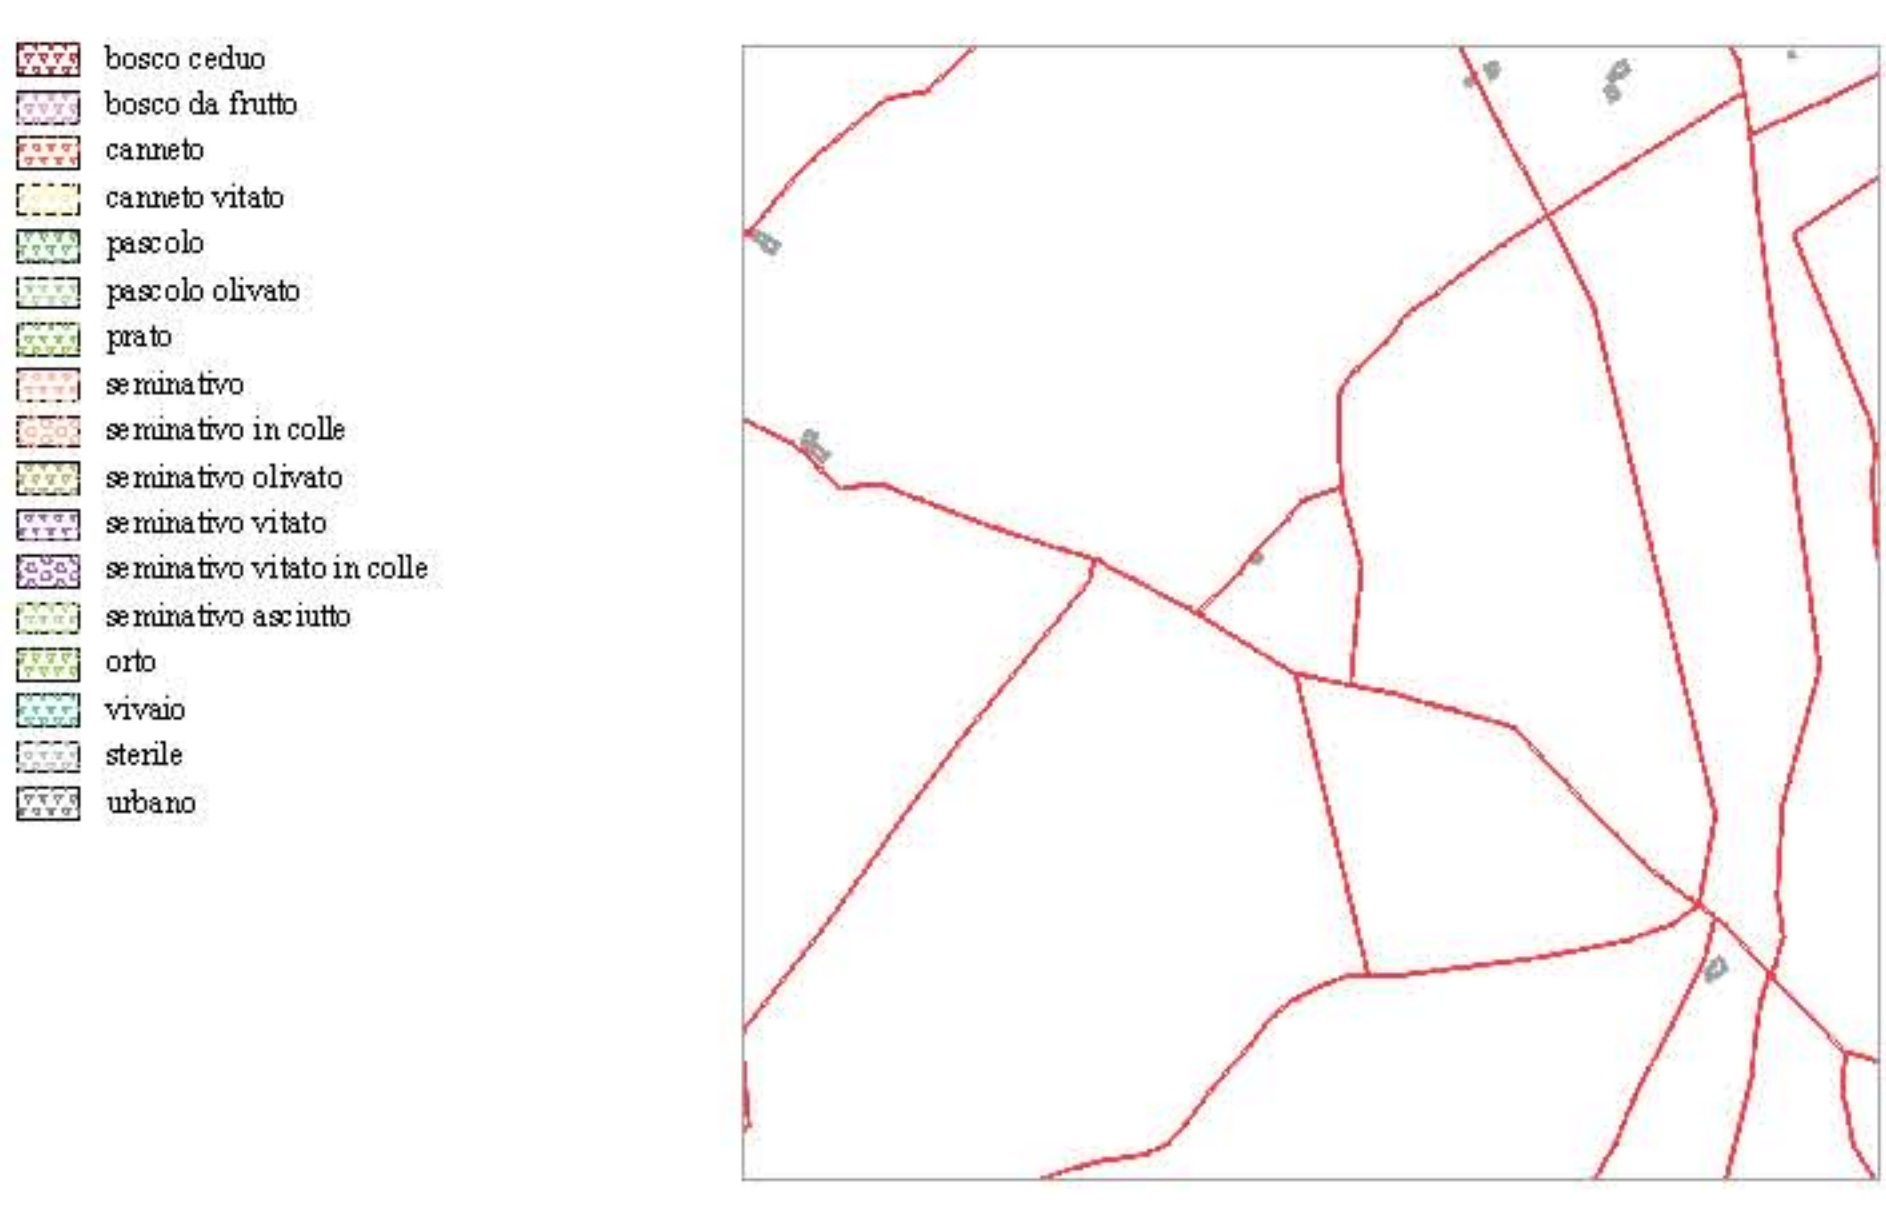 bosco ceduo
bosco da frutto
canneto
canneto vitato
pascolo
pascolo olivato
prato
seminativo
seminativo in colle
seminativo olivato
seminativo vitato
seminativo vitato in colle
seminativo asciutto
orto
vivaio
sterile
urbano